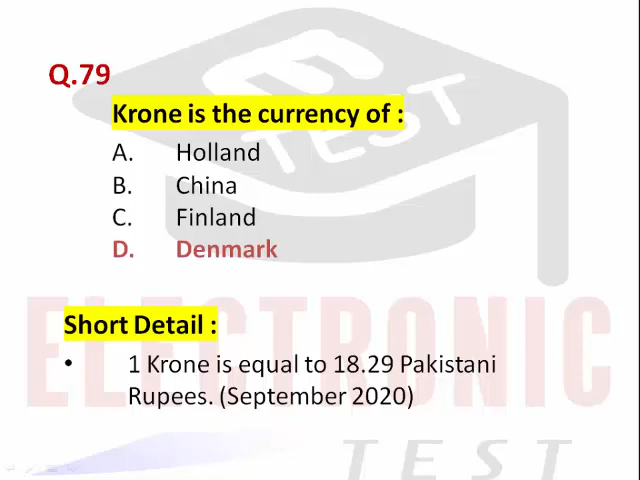 Q.79
Krone is the currency of :
A. Holland
B. China
C. Finland
D. Denmark
Short Detail :
• 1 Krone is equal to 18.29 Pakistani
Rupees. (September 2020)
TEST
ELECTRONIC
TEST